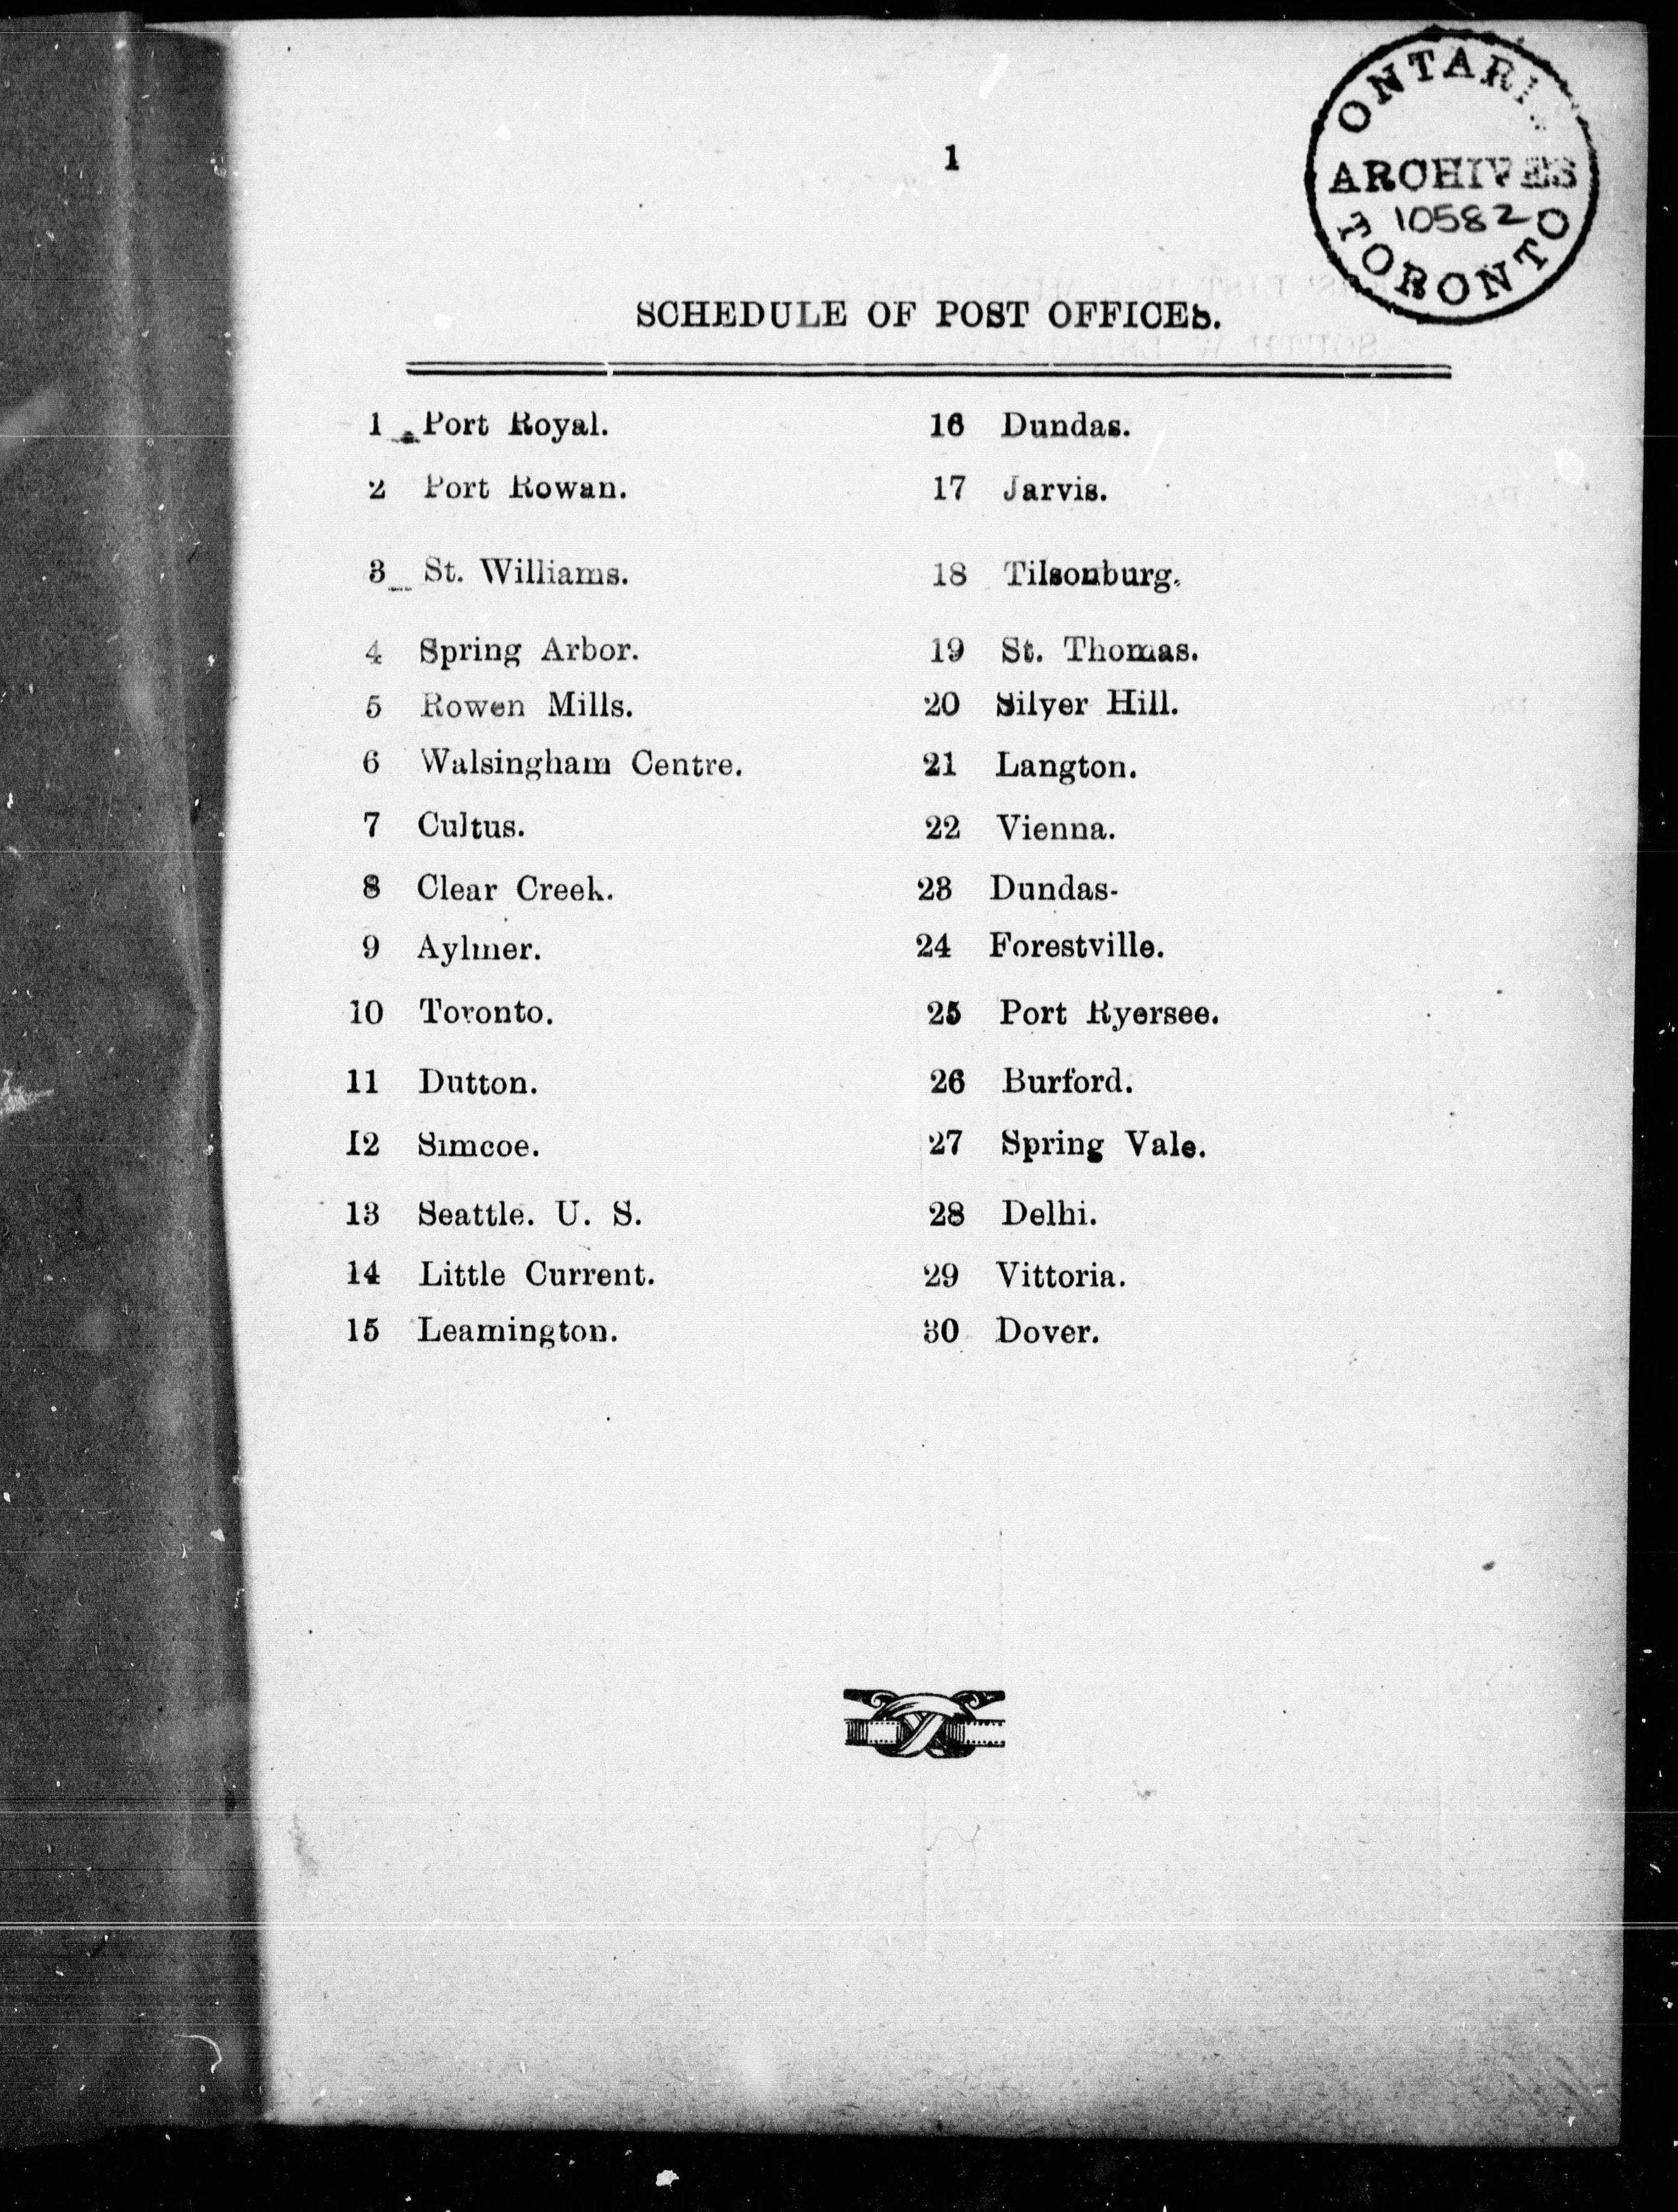 1
ONTARIO
ARCHIVES
10582
TORONTO
SCHEDULE OF POST OFFICES.
1 Port Royal.
2 Port Rowan.
3 St. Williams.
4 Spring Arbor.
5 Rowen Mills.
6 Walsingham Centre.
7 Cultus.
8 Clear Creek.
9 Aylmer.
10 Toronto.
11 Dutton.
12 Simcoe.
13 Seattle. U. S.
14 Little Current.
15 Leamington.
16 Dundas.
17 Jarvis.
18 Tilsonburg.
19 St. Thomas.
20 Silyer Hill.
21 Langton.
22 Vienna.
23 Dundas-
24 Forestville.
25 Port Ryersee.
26 Burford.
27 Spring Vale.
28 Delhi.
29 Vittoria.
30 Dover.